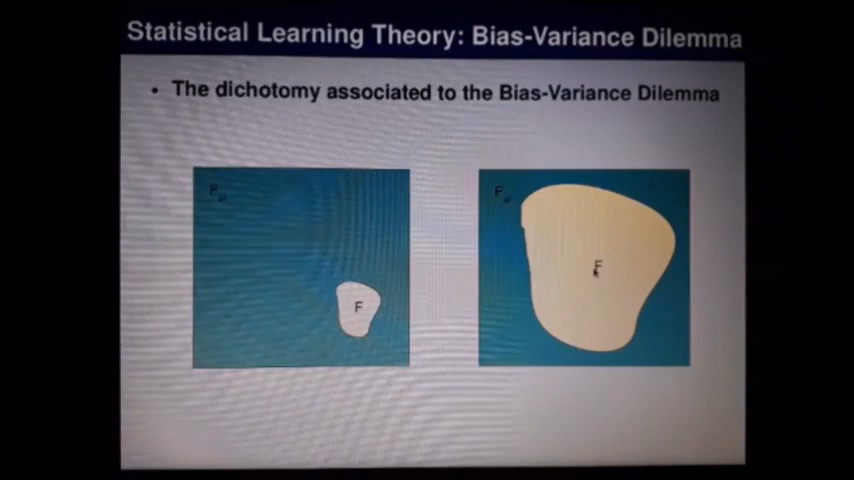 Statistical Learning Theory: Bias-Variance Dilemma
• The dichotomy associated to the Bias-Variance Dilemma
F
F
F
F